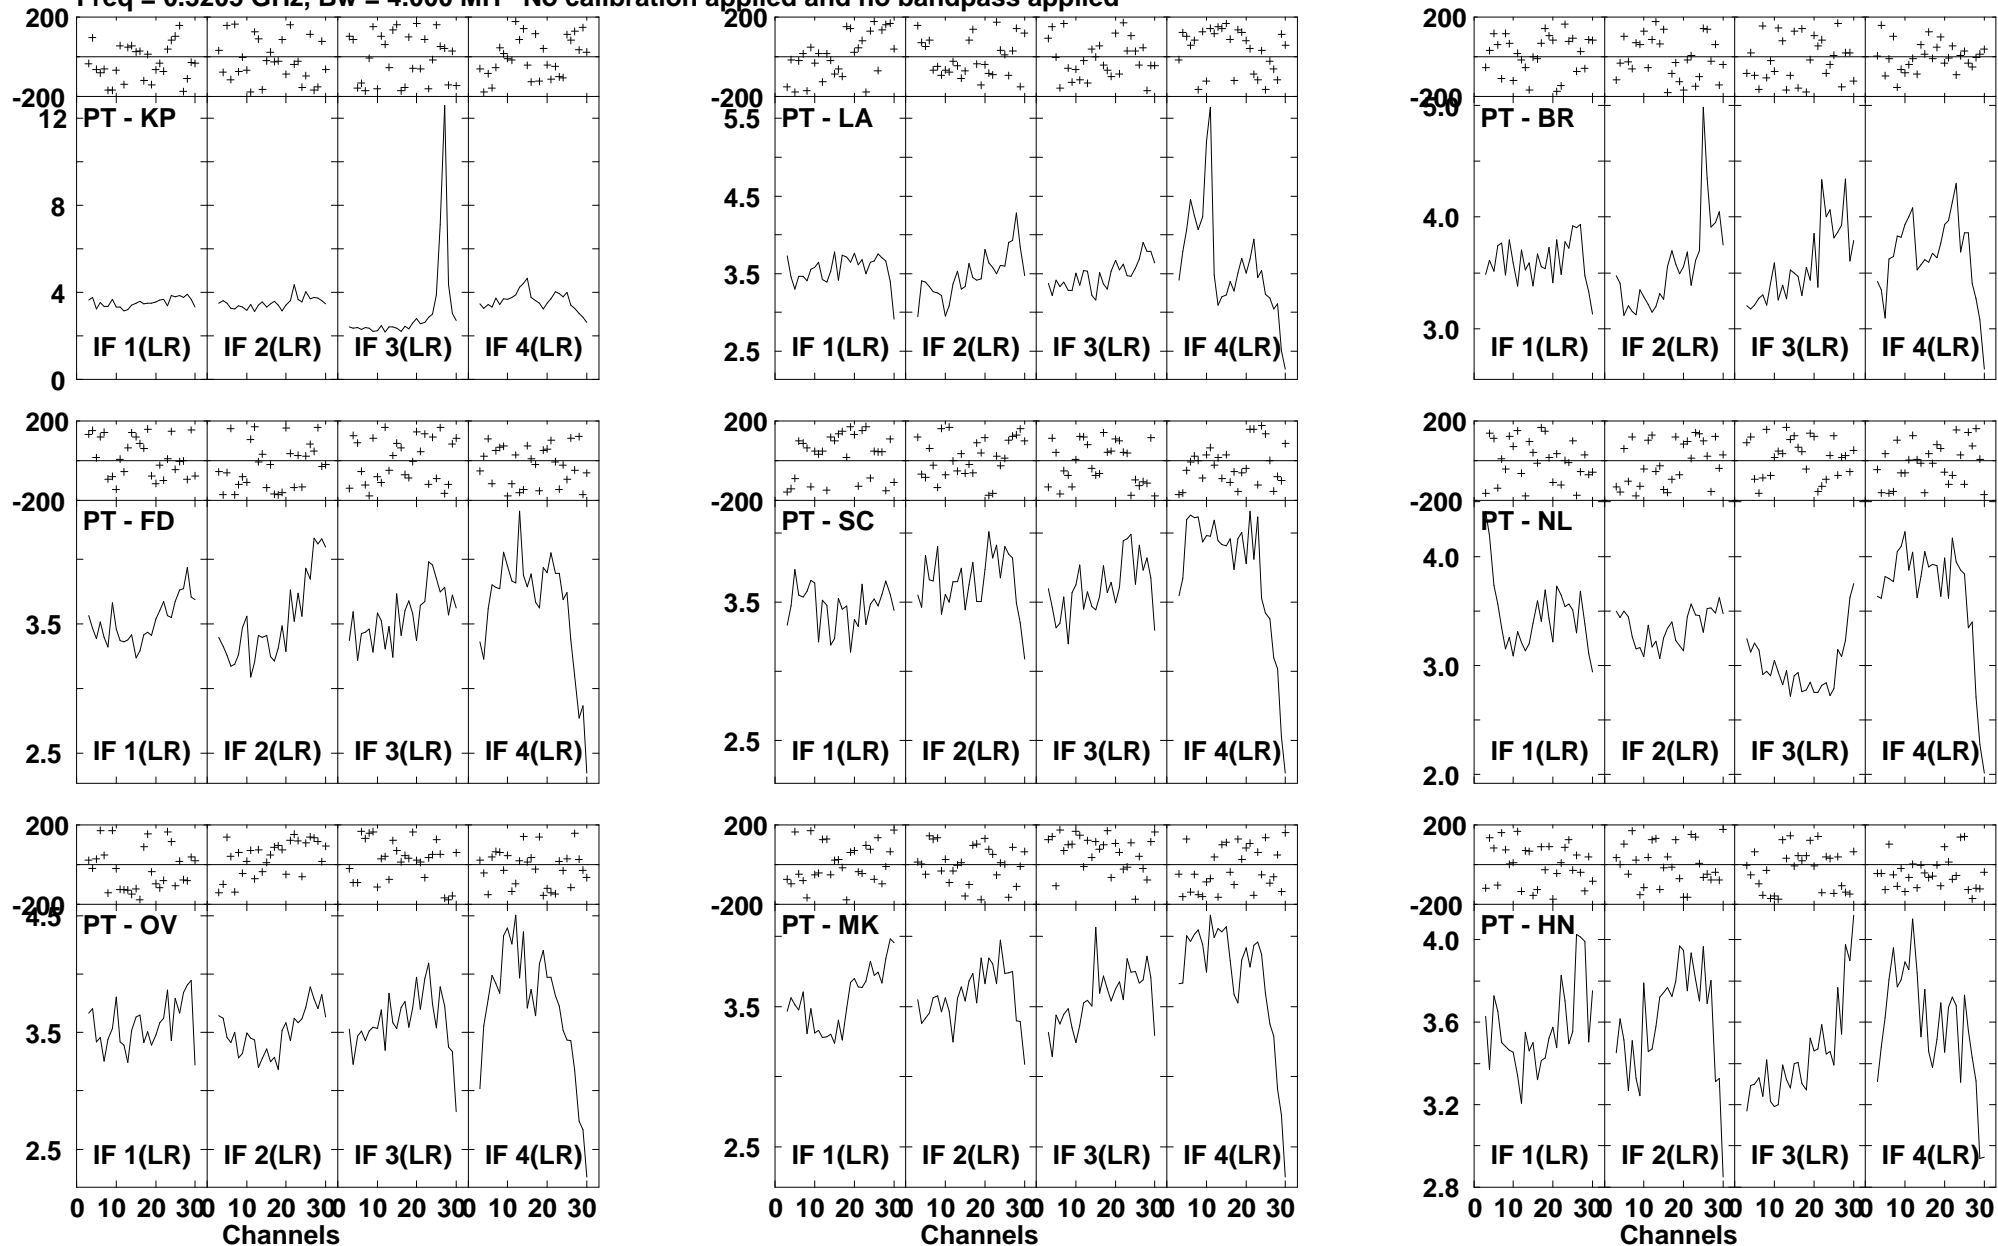 No calibration applied and no bandpass applied
200 200 200
-200 -200 -200
12 PT - KP 5.5 PT - LA 5.0 PT - BR
8 4.5 4.0
4 3.5 3.0
IF 1(LR) IF 2(LR) IF 3(LR) IF 4(LR) IF 1(LR) IF 2(LR) IF 3(LR) IF 4(LR) IF 1(LR) IF 2(LR) IF 3(LR) IF 4(LR)
0 2.5
200 200 200
-200 -200 -200
PT - FD PT - SC PT - NL
3.5 3.5 4.0
3.0
IF 1(LR) IF 2(LR) IF 3(LR) IF 4(LR) IF 1(LR) IF 2(LR) IF 3(LR) IF 4(LR) IF 1(LR) IF 2(LR) IF 3(LR) IF 4(LR)
2.5 2.5 2.0
200 200 200
-200 -200 -200
4.5 PT - OV PT - MK PT - HN
4.0
3.5 3.5 3.6
3.2
IF 1(LR) IF 2(LR) IF 3(LR) IF 4(LR) IF 1(LR) IF 2(LR) IF 3(LR) IF 4(LR) IF 1(LR) IF 2(LR) IF 3(LR) IF 4(LR)
2.5 2.5 2.8
0 10 20 30 0 10 20 30 0 10 20 30 0 10 20 30 0 10 20 30 0 10 20 30 0 10 20 30 0 10 20 30 0 10 20 30 0 10 20 30 0 10 20 30 0 10 20 30
Channels Channels Channels